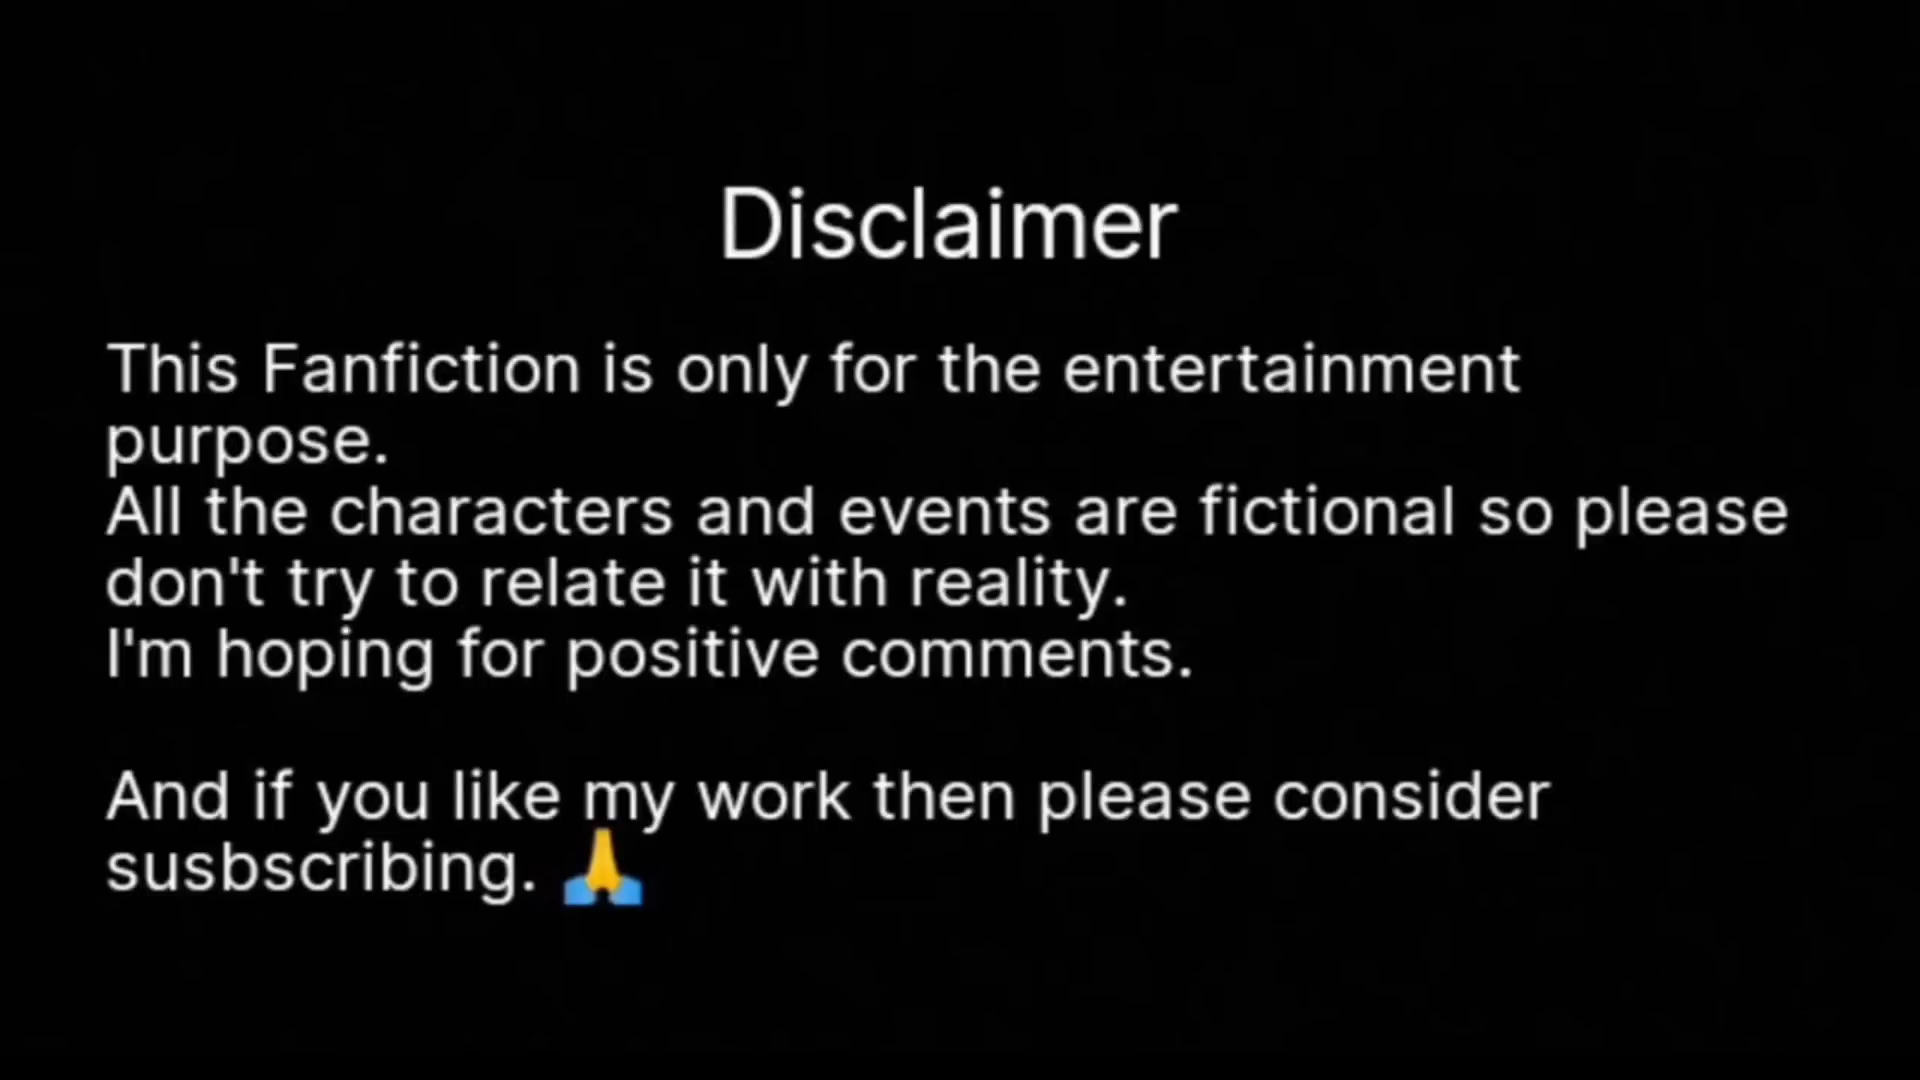 Disclaimer
This Fanfiction is only for the entertainment
purpose.
All the characters and events are fictional so please
don't try to relate it with reality.
I'm hoping for positive comments.
And if you like my work then please consider
susbscribing. 🙏